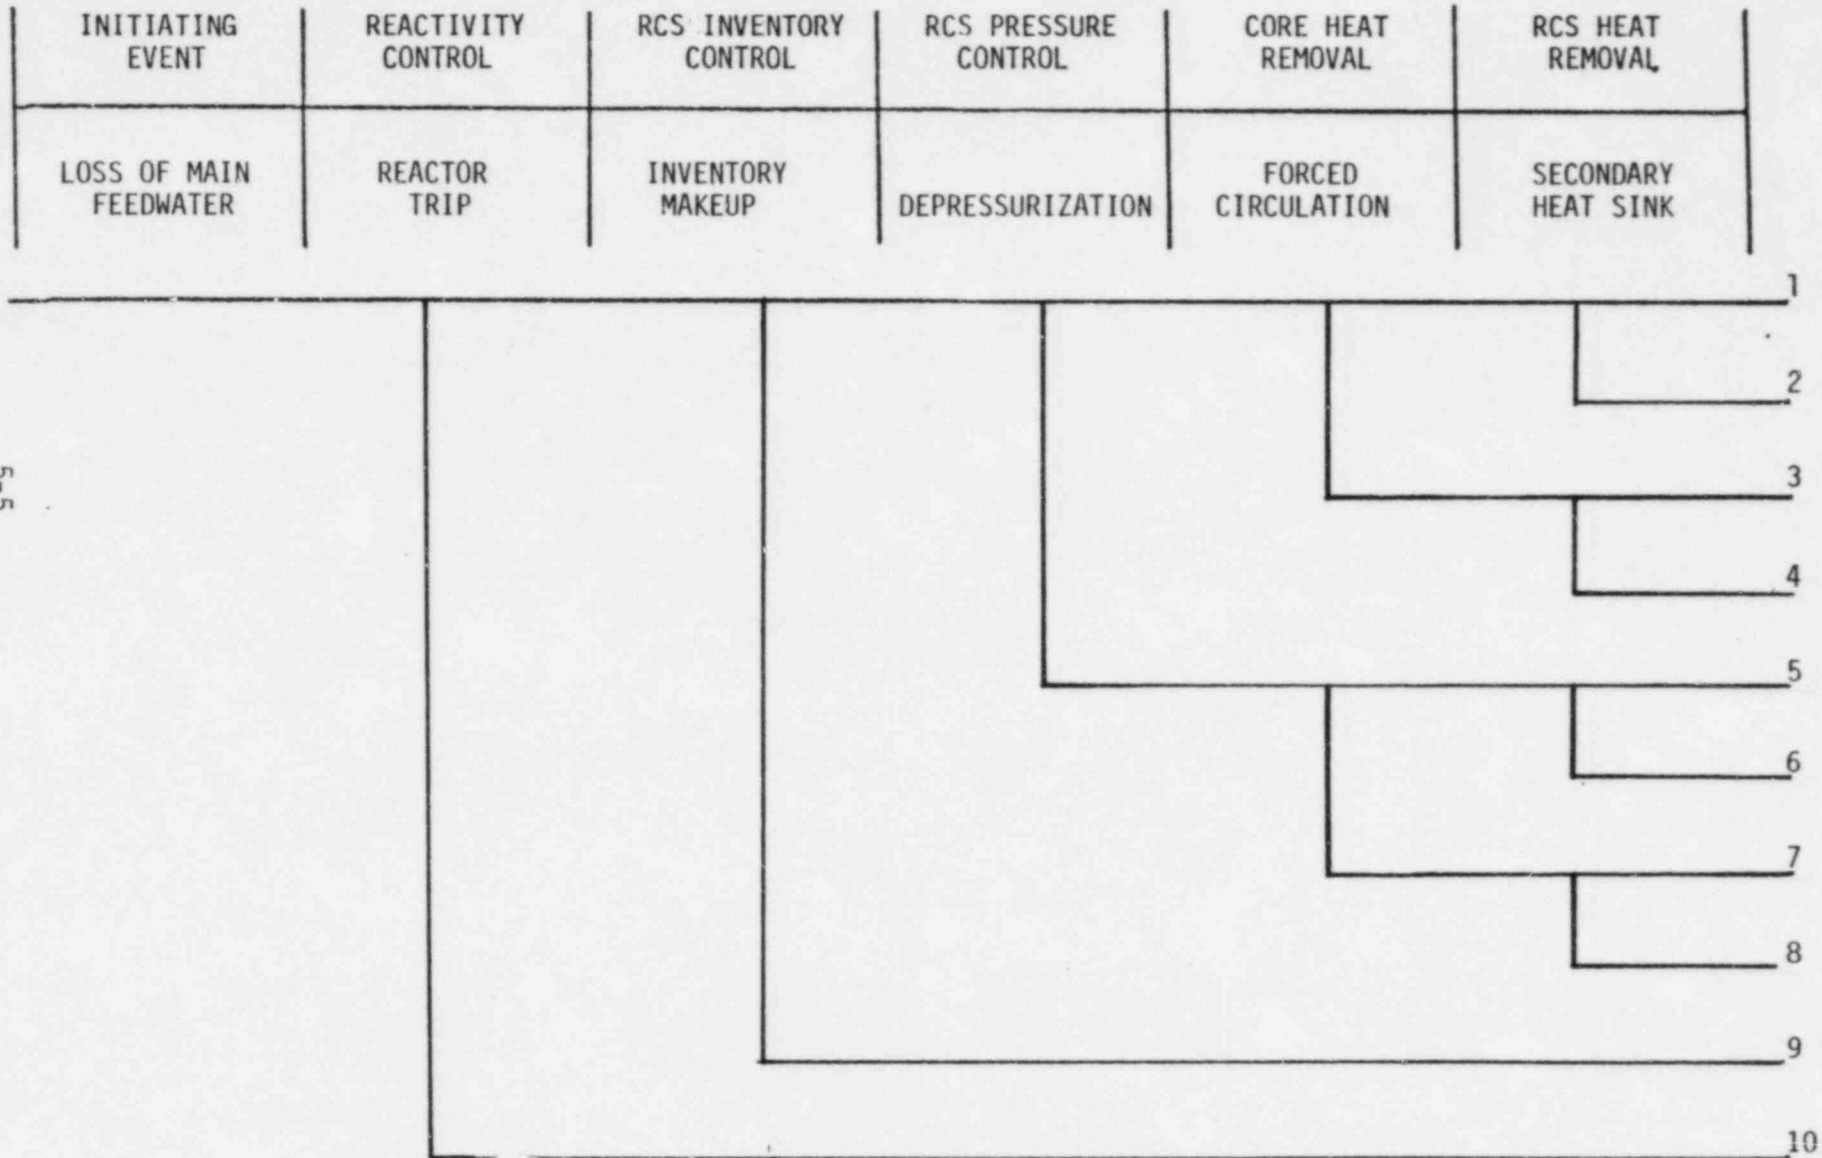 INITIATING
EVENT
REACTIVITY
CONTROL
RCS INVENTORY
CONTROL
RCS PRESSURE
CONTROL
CORE HEAT
REMOVAL
RCS HEAT
REMOVAL
LOSS OF MAIN
FEEDWATER
REACTOR
TRIP
INVENTORY
MAKEUP
DEPRESSURIZATION
FORCED
CIRCULATION
SECONDARY
HEAT SINK
1
2
3
4
5
6
7
8
9
10
5-5